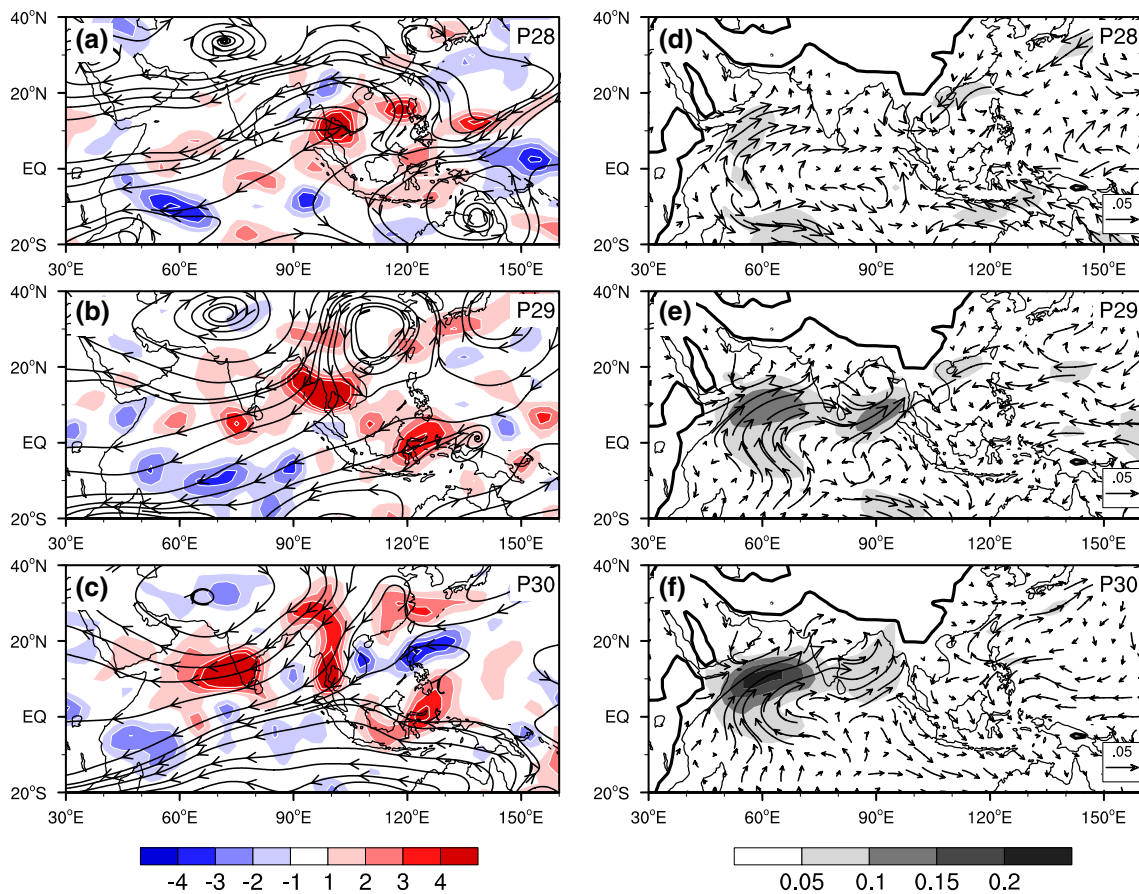 40°N (a) P28
20°N
EQ
20°S
30°E 60°E 90°E 120°E 150°E
(d) P28
40°N
20°N
EQ
20°S
.05
30°E 60°E 90°E 120°E 150°E
40°N (b) P29
20°N
EQ
20°S
30°E 60°E 90°E 120°E 150°E
(e) P29
40°N
20°N
EQ
20°S
.05
30°E 60°E 90°E 120°E 150°E
40°N (c) P30
20°N
EQ
20°S
30°E 60°E 90°E 120°E 150°E
(f) P30
40°N
20°N
EQ
20°S
.05
30°E 60°E 90°E 120°E 150°E
-4 -3 -2 -1 1 2 3 4
0.05 0.1 0.15 0.2